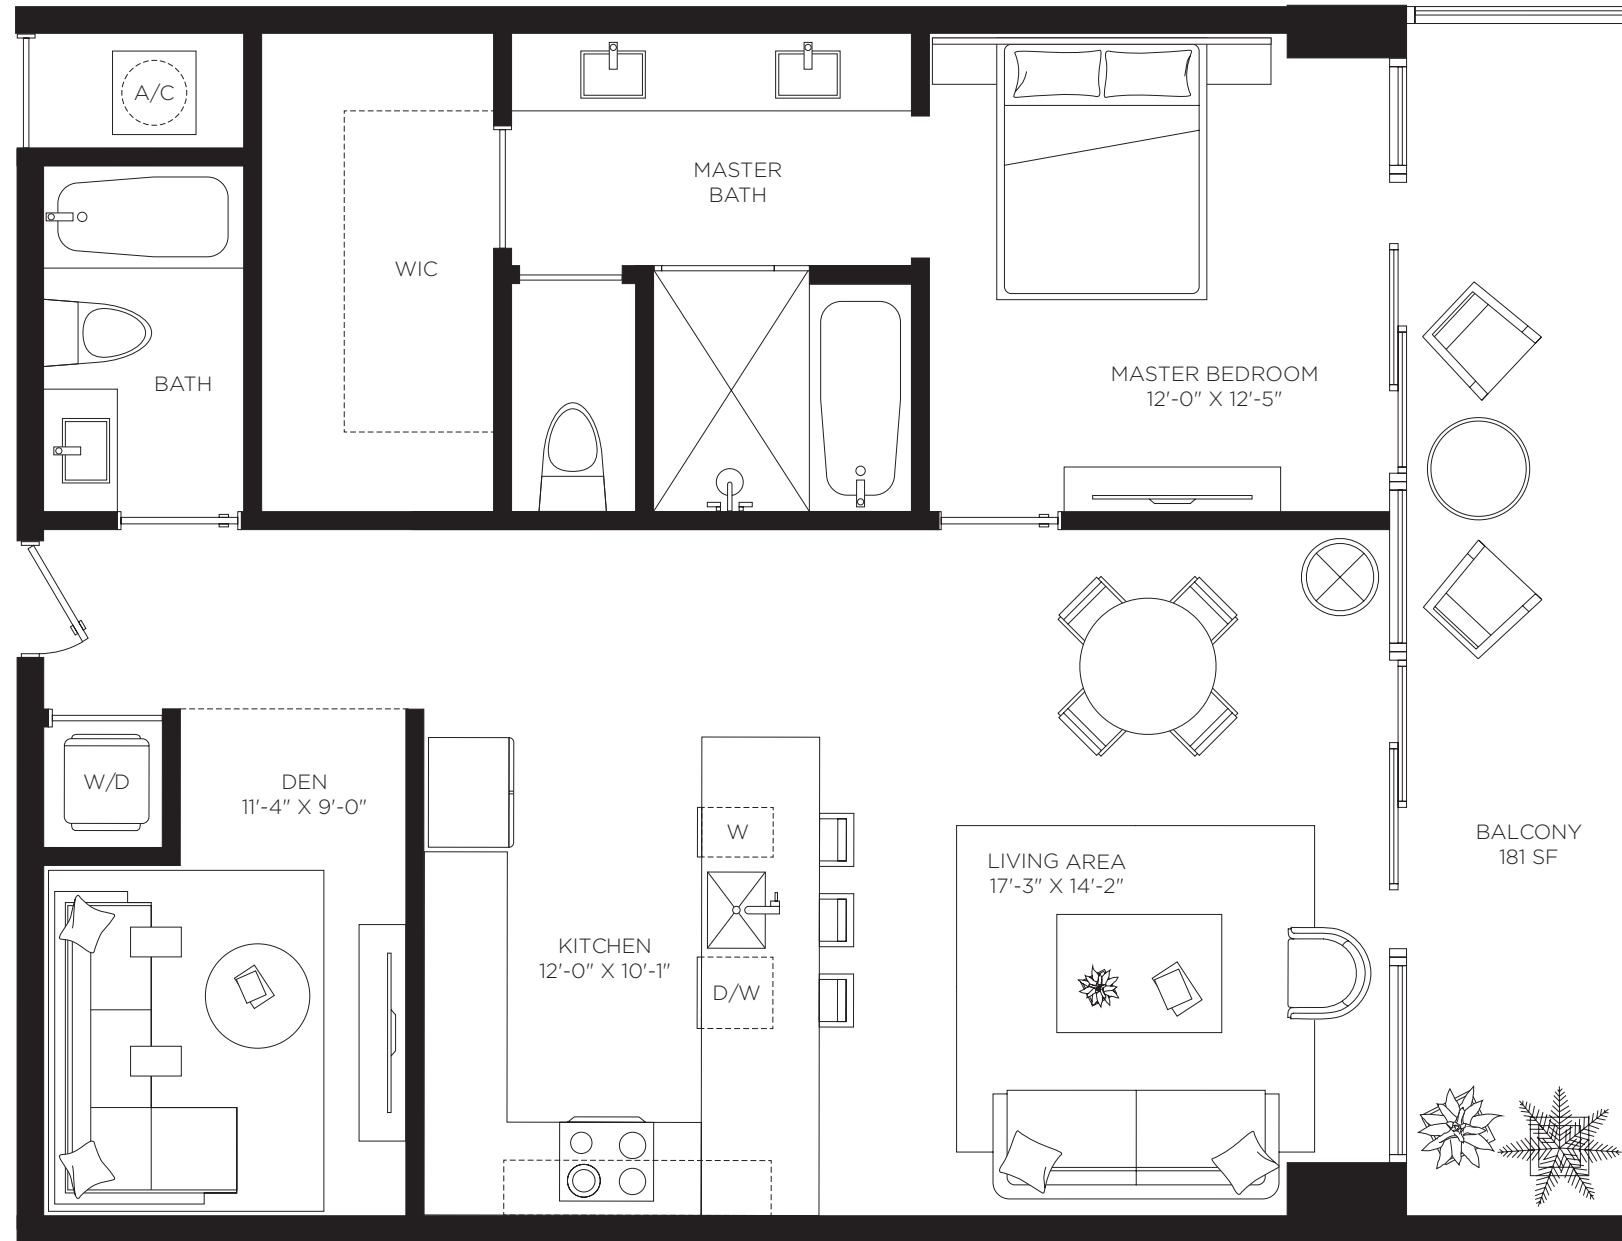 A/C
MASTER
BATH
WIC
BATH
MASTER BEDROOM
12'-0" X 12'-5"
W/D
DEN
11'-4" X 9'-0"
W
LIVING AREA
17'-3" X 14'-2"
BALCONY
181 SF
KITCHEN
12'-0" X 10'-1"
D/W